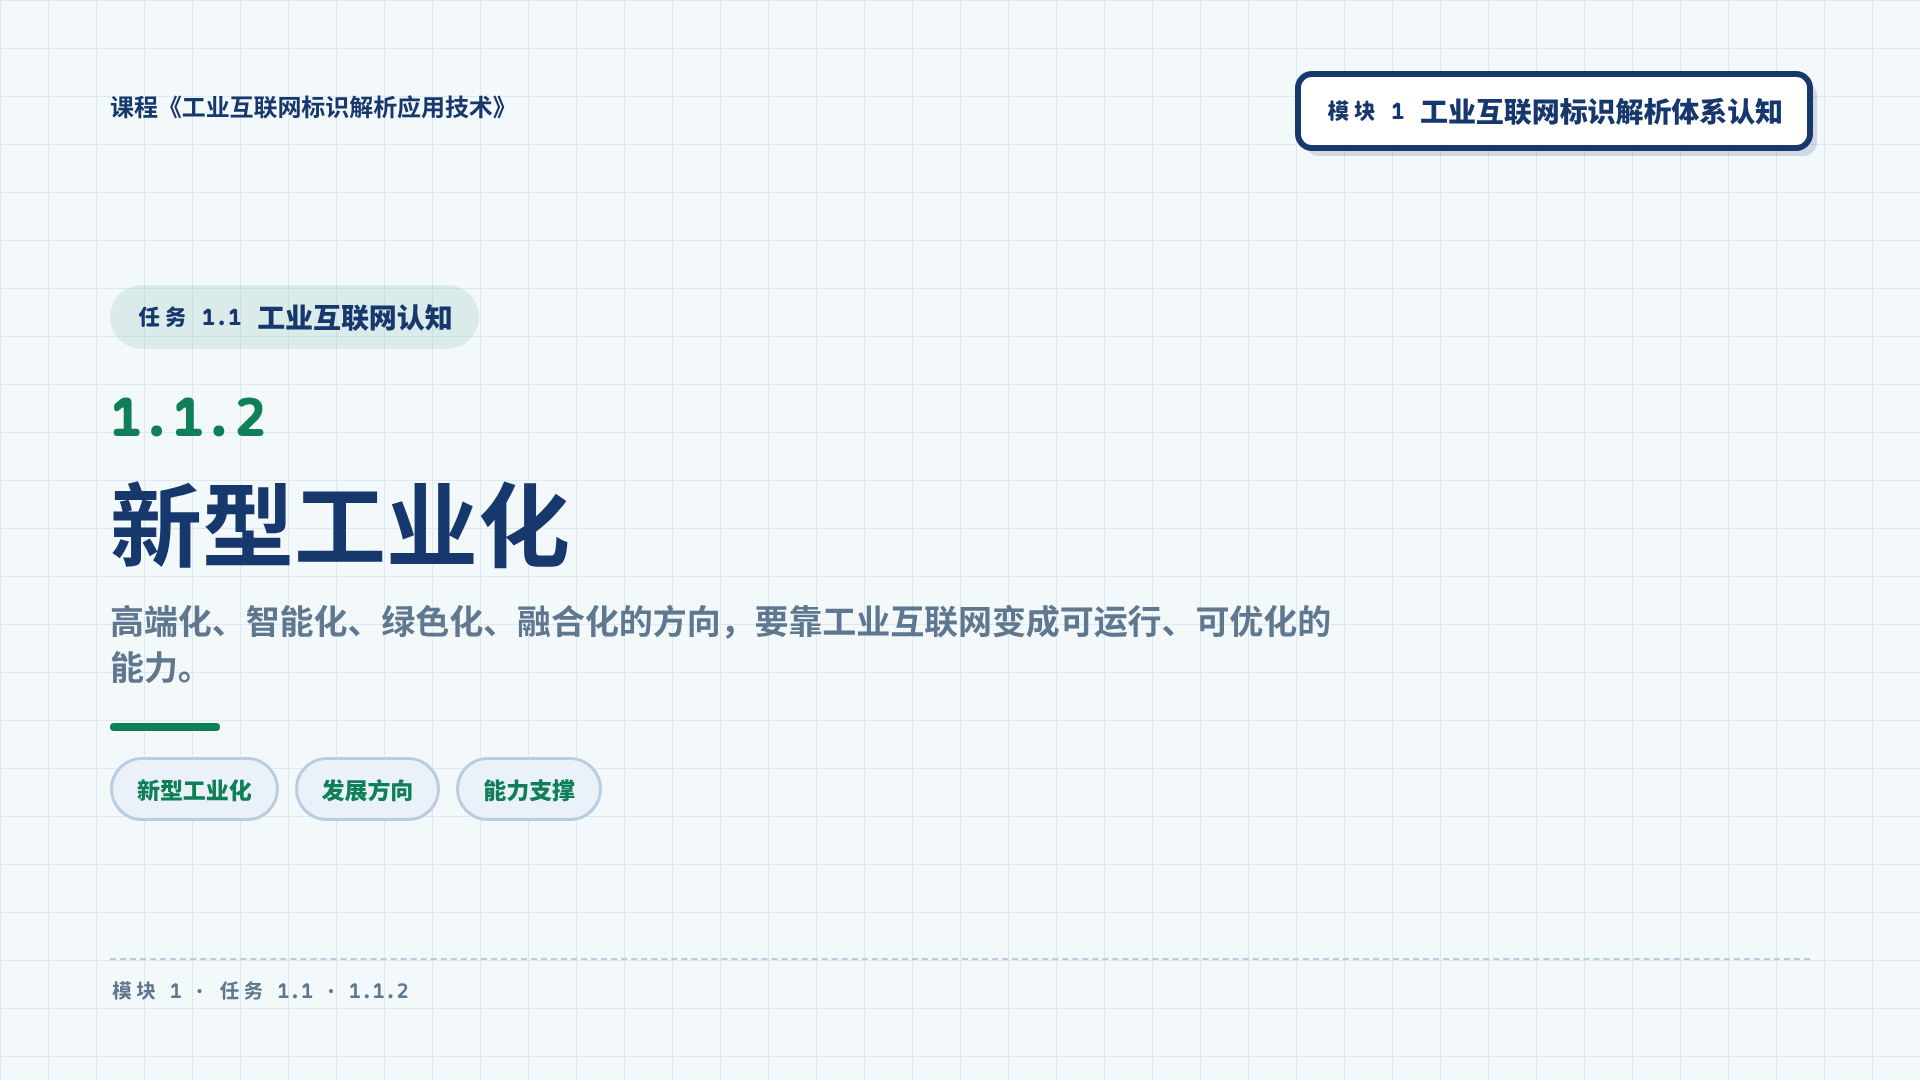 课程《工业互联网标识解析应用技术》
模块 1 工业互联网标识解析体系认知
任务 1.1 工业互联网认知
1.1.2
新型工业化
高端化、智能化、绿色化、融合化的方向，要靠工业互联网变成可运行、可优化的
能力。
新型工业化
发展方向
能力支撑
模块 1 · 任务 1.1 · 1.1.2